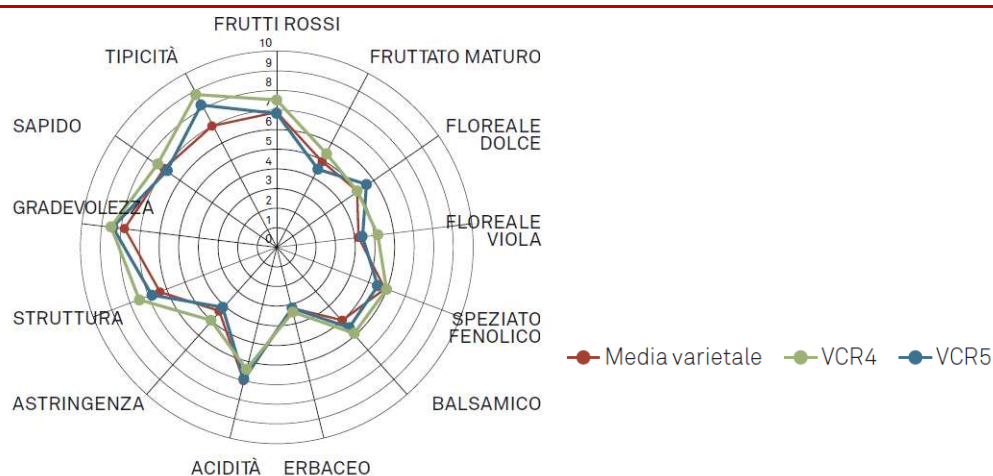 FRUTTI ROSSI
TIPICITÀ
FRUTTATO MATURO
SAPIDO
FLOREALE
DOLCE
GRADEVOLEZZA
FLOREALE
VIOLA
STRUTTURA
SPEZIATO
FENOLICO
ASTRINGENZA
BALSAMICO
ACIDITÀ
ERBACEO
10
9
8
7
6
5
4
3
2
1
0
Media varietale
VCR4
VCR5